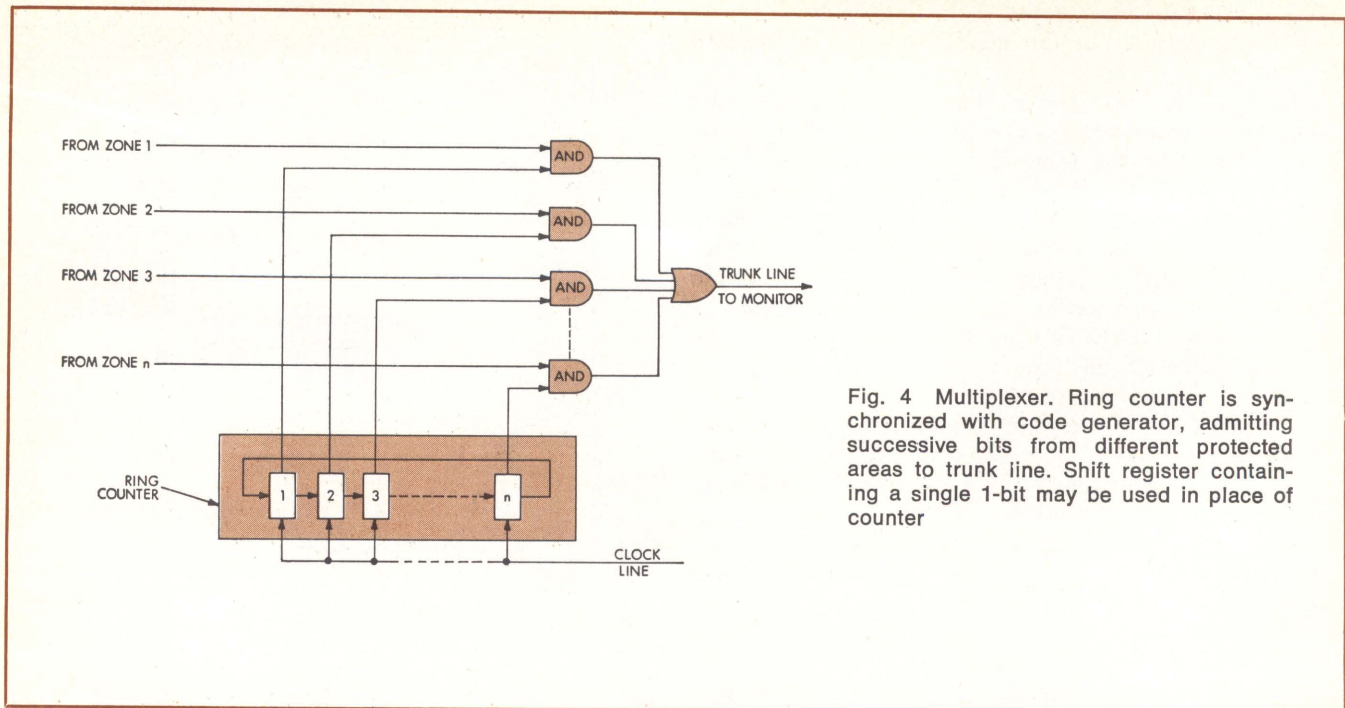 FROM ZONE 1
AND
FROM ZONE 2
AND
FROM ZONE 3
AND
TRUNK LINE
TO MONITOR
FROM ZONE n
AND
RING
COUNTER
1
2
3
n
CLOCK
LINE
Fig. 4 Multiplexer. Ring counter is syn-
chronized with code generator, admitting
successive bits from different protected
areas to trunk line. Shift register contain-
ing a single 1-bit may be used in place of
counter